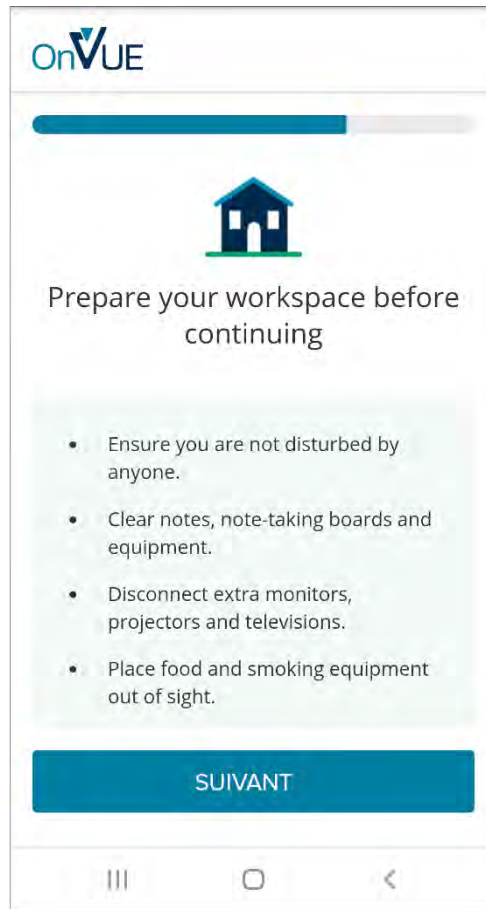 OnVUE
Prepare your workspace before
continuing
• Ensure you are not disturbed by
anyone.
• Clear notes, note-taking boards and
equipment.
• Disconnect extra monitors,
projectors and televisions.
• Place food and smoking equipment
out of sight.
SUIVANT